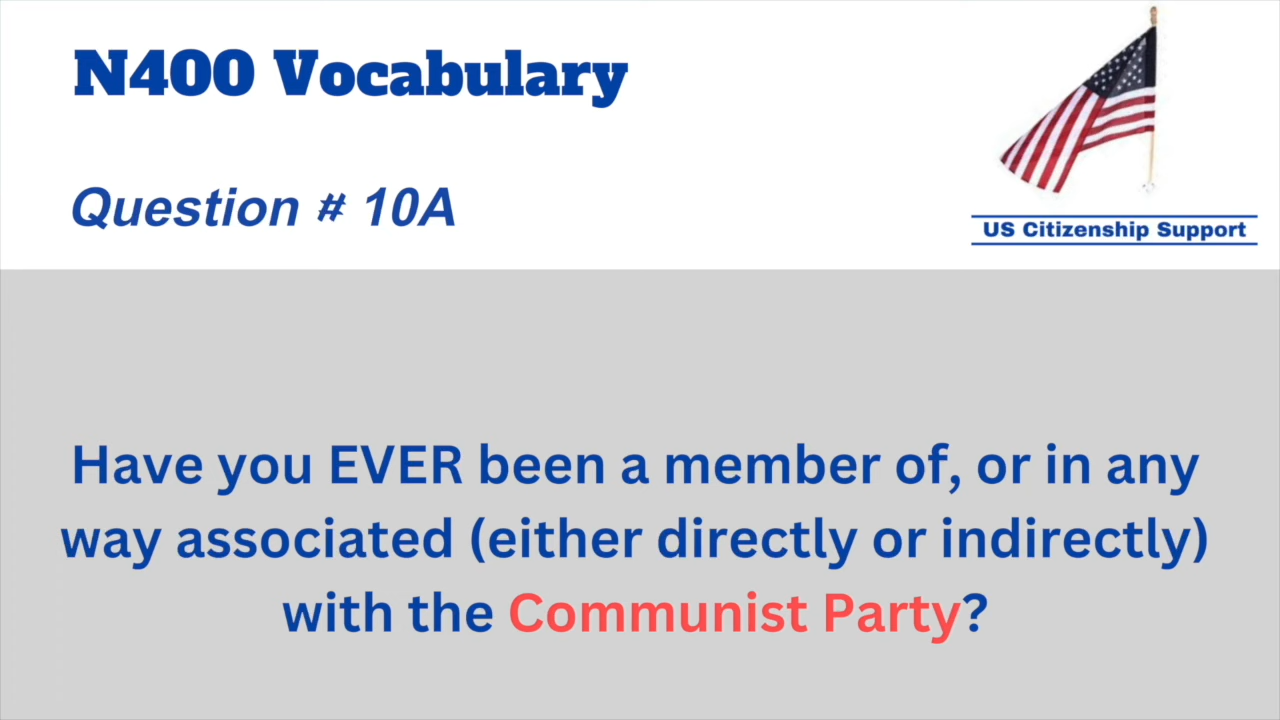 N400 Vocabulary
Question # 10A
US Citizenship Support
Have you EVER been a member of, or in any
way associated (either directly or indirectly)
with the Communist Party?